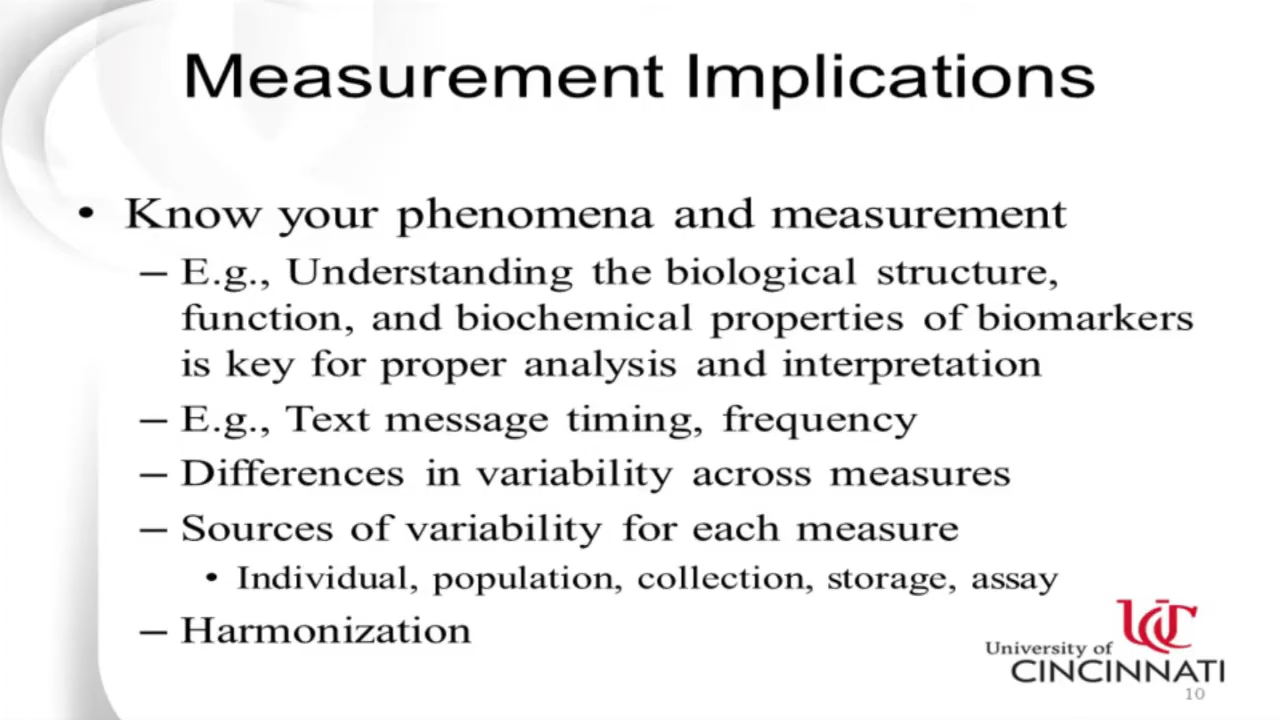 Measurement Implications
• Know your phenomena and measurement
– E.g., Understanding the biological structure,
function, and biochemical properties of biomarkers
is key for proper analysis and interpretation
– E.g., Text message timing, frequency
– Differences in variability across measures
– Sources of variability for each measure
• Individual, population, collection, storage, assay
– Harmonization
UC
University of
CINCINNATI
10